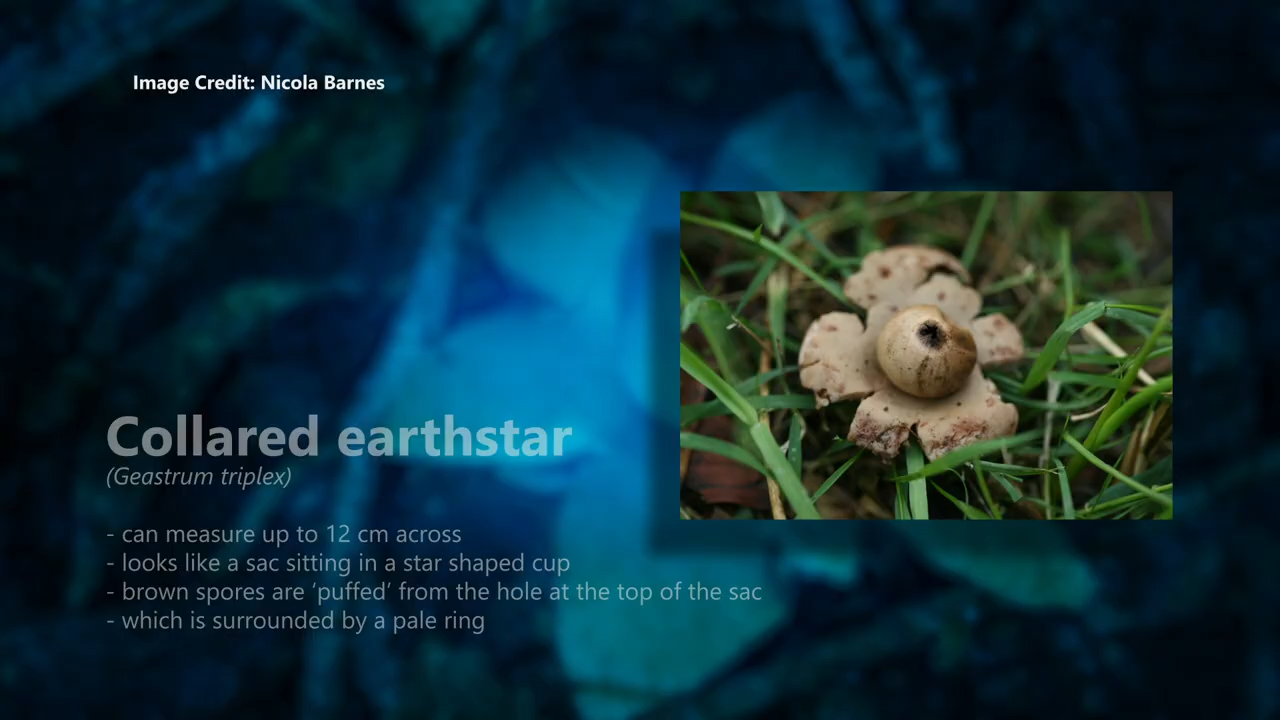 Image Credit: Nicola Barnes
Collared earthstar
(Geastrum triplex)
- can measure up to 12 cm across
- looks like a sac sitting in a star shaped cup
- brown spores are ‘puffed’ from the hole at the top of the sac
- which is surrounded by a pale ring